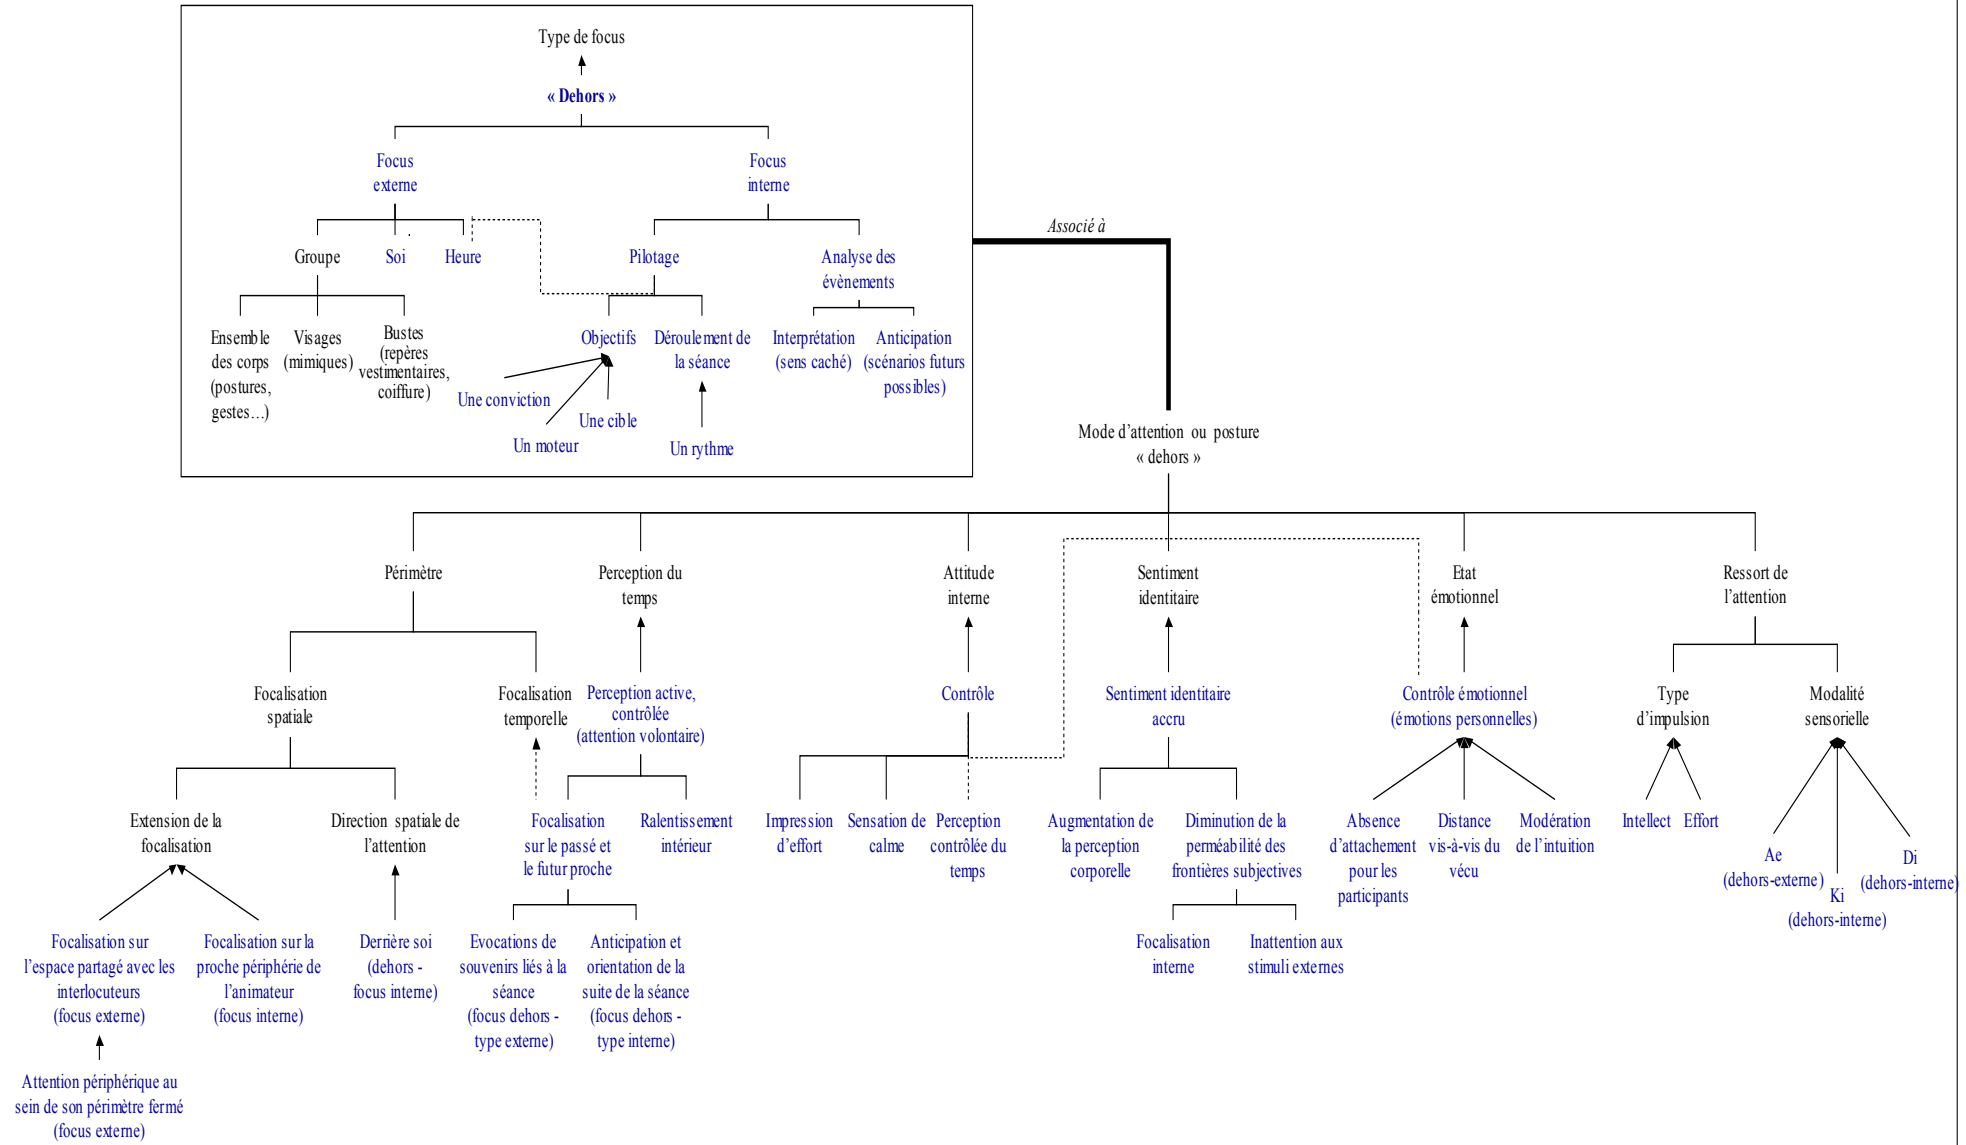 Type de focus
« Dehors »
Focus
externe
Focus
interne
Associé à
Groupe
Soi
Heure
Pilotage
Analyse des
évènements
Ensemble
des corps
(postures,
gestes…)
Visages
(mimiques)
Bustes
(repères
vestimentaires,
coiffure)
Objectifs
Déroulement de
la séance
Interprétation
(sens caché)
Anticipation
(scénarios futurs
possibles)
Une conviction
Une cible
Un moteur
Un rythme
Mode d’attention ou posture
« dehors »
Périmètre
Perception du
temps
Attitude
interne
Sentiment
identitaire
Etat
émotionnel
Ressort de
l’attention
Focalisation
spatiale
Focalisation
temporelle
Perception active,
contrôlée
(attention volontaire)
Contrôle
Sentiment identitaire
accru
Contrôle émotionnel
(émotions personnelles)
Type
d’impulsion
Modalité
sensorielle
Extension de la
focalisation
Direction spatiale de
l’attention
Focalisation
sur le passé et
le futur proche
Ralentissement
intérieur
Impression
d’effort
Sensation de
calme
Perception
contrôlée du
temps
Augmentation de
la perception
corporelle
Diminution de la
perméabilité des
frontières subjectives
Absence
d’attachement
pour les
participants
Distance
vis-à-vis du
vécu
Modération
de l’intuition
Intellect
Effort
Ae
(dehors-externe)
Ki
(dehors-interne)
Di
(dehors-interne)
Focalisation sur
l’espace partagé avec les
interlocuteurs
(focus externe)
Focalisation sur la
proche périphérie de
l’animateur
(focus interne)
Derrière soi
(dehors -
focus interne)
Evocations de
souvenirs liés à la
séance
(focus dehors -
type externe)
Anticipation et
orientation de la
suite de la séance
(focus dehors -
type interne)
Focalisation
interne
Inattention aux
stimuli externes
Attention périphérique au
sein de son périmètre fermé
(focus externe)